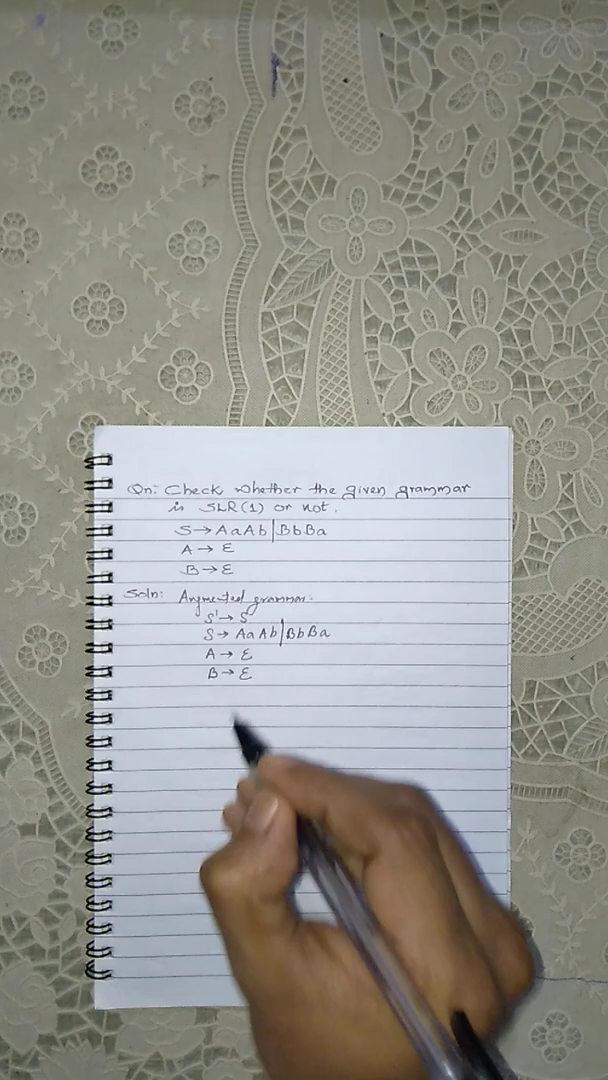 Qn: Check whether the given grammar
is SLR(1) or not.
S → AaAb | BbBa
A → ε
B → ε
Soln: Augmented grammar:
S' → S
S → AaAb | BbBa
A → ε
B → ε